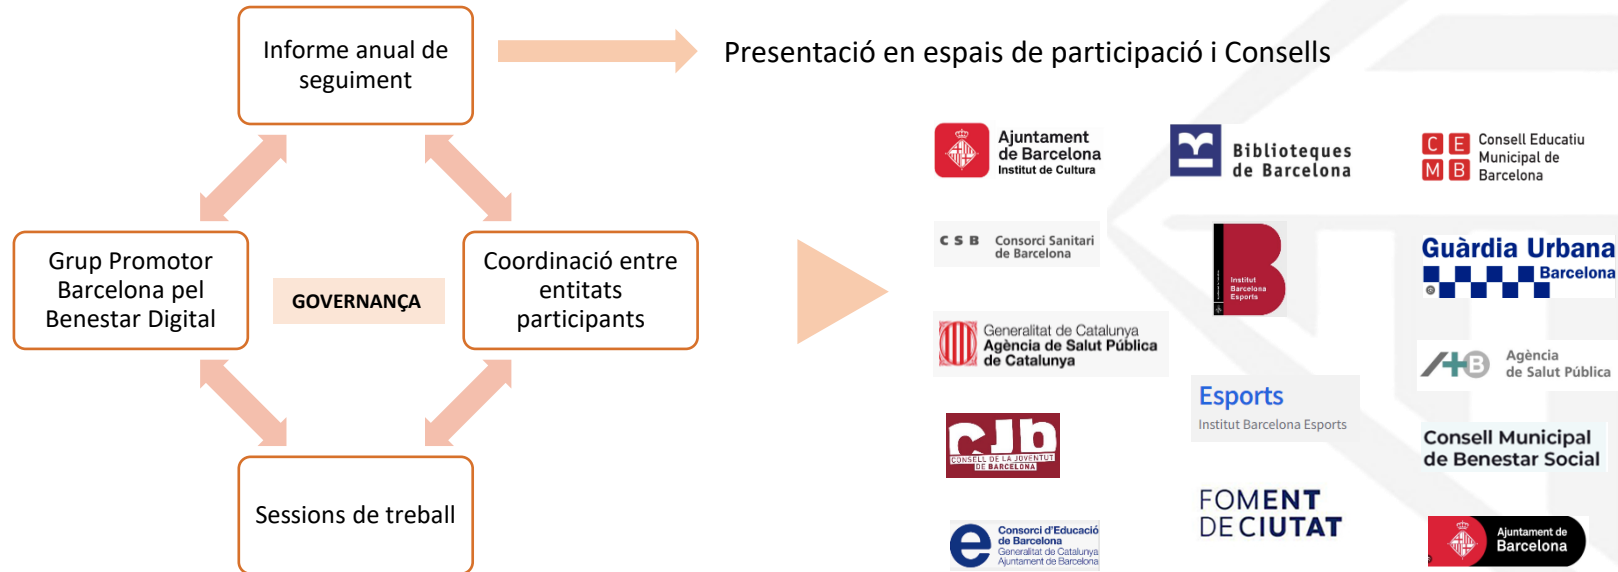 Informe anual de
seguiment
Presentació en espais de participació i Consells
Grup Promotor
Barcelona pel
Benestar Digital
GOVERNANÇA
Coordinació entre
entitats
participants
Sessions de treball
Ajuntament
de Barcelona
Institut de Cultura
Biblioteques
de Barcelona
C E
M B
Consell Educatiu
Municipal de
Barcelona
C S B
Consorci Sanitari
de Barcelona
Institut
Barcelona
Esports
Guàrdia Urbana
Barcelona
Generalitat de Catalunya
Agència de Salut Pública
de Catalunya
Esports
Institut Barcelona Esports
Agència
de Salut Pública
cJb
CONSELL DE LA JOVENTUT
DE BARCELONA
Consell Municipal
de Benestar Social
FOMENT
DECIUTAT
e
Consorci d'Educació
de Barcelona
Generalitat de Catalunya
Ajuntament de Barcelona
Ajuntament de
Barcelona